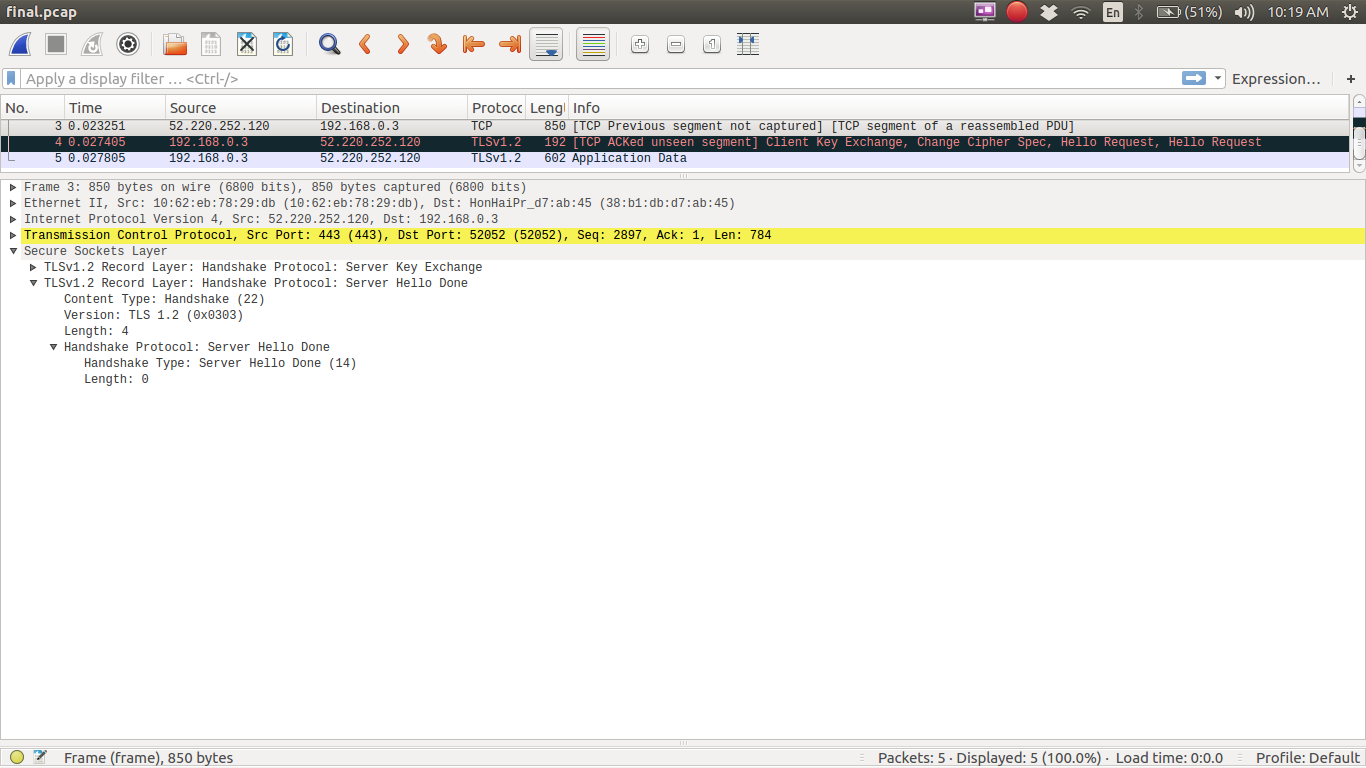 final.pcap En (51%) 10:19 AM
Apply a display filter … <Ctrl-/> Expression… +
No. Time Source Destination Protocc Lengt Info
3 0.023251 52.220.252.120 192.168.0.3 TCP 850 [TCP Previous segment not captured] [TCP segment of a reassembled PDU]
4 0.027405 192.168.0.3 52.220.252.120 TLSv1.2 192 [TCP ACKed unseen segment] Client Key Exchange, Change Cipher Spec, Hello Request, Hello Request
5 0.027805 192.168.0.3 52.220.252.120 TLSv1.2 602 Application Data
Frame 3: 850 bytes on wire (6800 bits), 850 bytes captured (6800 bits)
Ethernet II, Src: 10:62:eb:78:29:db (10:62:eb:78:29:db), Dst: HonHaiPr_d7:ab:45 (38:b1:db:d7:ab:45)
Internet Protocol Version 4, Src: 52.220.252.120, Dst: 192.168.0.3
Transmission Control Protocol, Src Port: 443 (443), Dst Port: 52052 (52052), Seq: 2897, Ack: 1, Len: 784
Secure Sockets Layer
TLSv1.2 Record Layer: Handshake Protocol: Server Key Exchange
TLSv1.2 Record Layer: Handshake Protocol: Server Hello Done
Content Type: Handshake (22)
Version: TLS 1.2 (0x0303)
Length: 4
Handshake Protocol: Server Hello Done
Handshake Type: Server Hello Done (14)
Length: 0
Frame (frame), 850 bytes Packets: 5 · Displayed: 5 (100.0%) · Load time: 0:0.0 Profile: Default